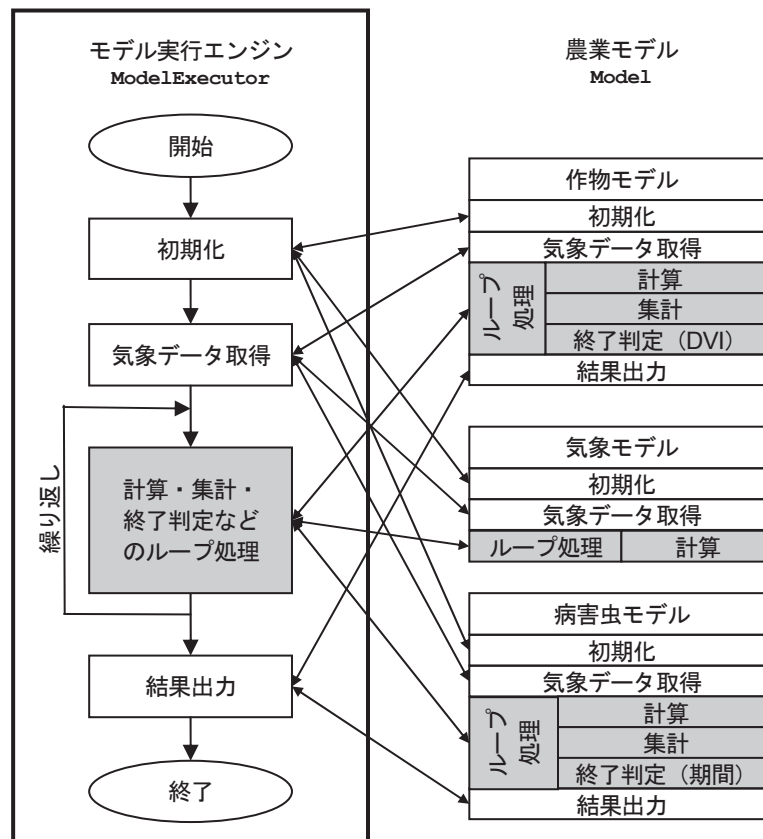 モデル実行エンジン
ModelExecutor
開始
初期化
気象データ取得
繰り返し
計算・集計・
終了判定など
のループ処理
結果出力
終了
農業モデル
Model
作物モデル
初期化
気象データ取得
ループ
処理
計算
集計
終了判定（DVI）
結果出力
気象モデル
初期化
気象データ取得
ループ処理
計算
病害虫モデル
初期化
気象データ取得
ループ
処理
計算
集計
終了判定（期間）
結果出力